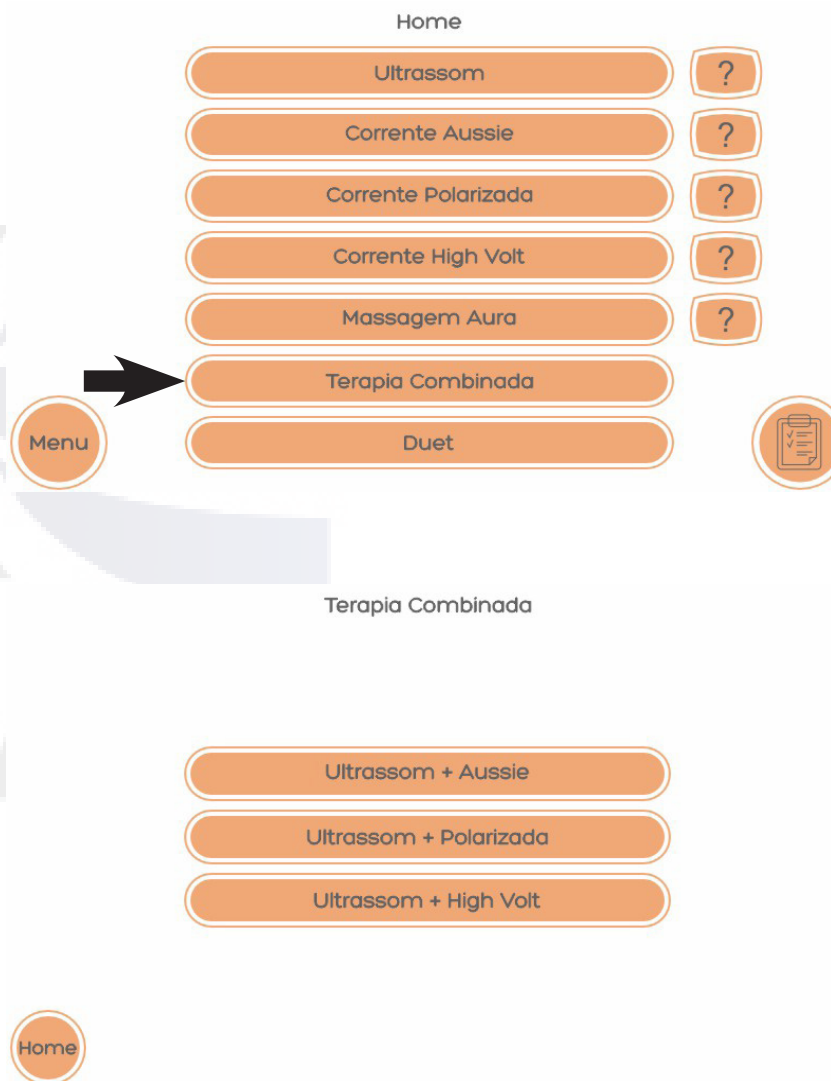 Home
Ultrassom ?
Corrente Aussie ?
Corrente Polarizada ?
Corrente High Volt ?
Massagem Aura ?
Terapia Combinada
Menu
Duet
Terapia Combinada
Ultrassom + Aussie
Ultrassom + Polarizada
Ultrassom + High Volt
Home